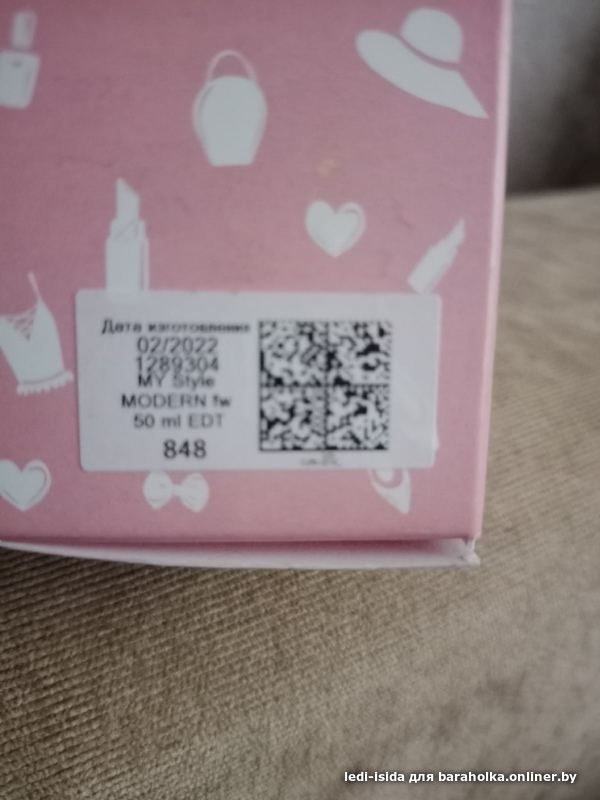 Дата изготовления
02/2022
1289304
MY Style
MODERN fw
50 ml EDT
848
ledi-isida для baraholka.onliner.by